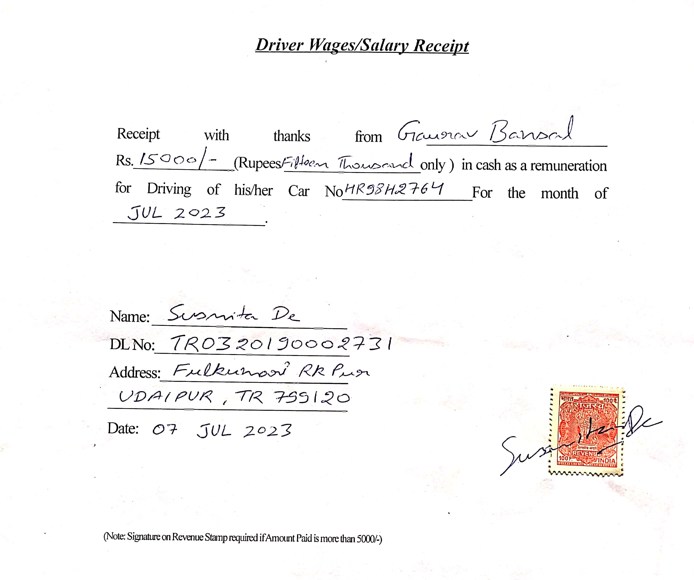 Driver Wages/Salary Receipt
Receipt with thanks from Gaurav Bansal
Rs. 15000/- (Rupees Fifteen Thousand only ) in cash as a remuneration
for Driving of his/her Car No HR98H2764 For the month of
JUL 2023.
Name: Susmita De
DL No: TR0320190002731
Address: Fulkumari RK Pur
UDAIPUR, TR 799120
Date: 07 JUL 2023
Susmita De
REVENUE
INDIA
(Note: Signature on Revenue Stamp required if Amount Paid is more than 5000/-)